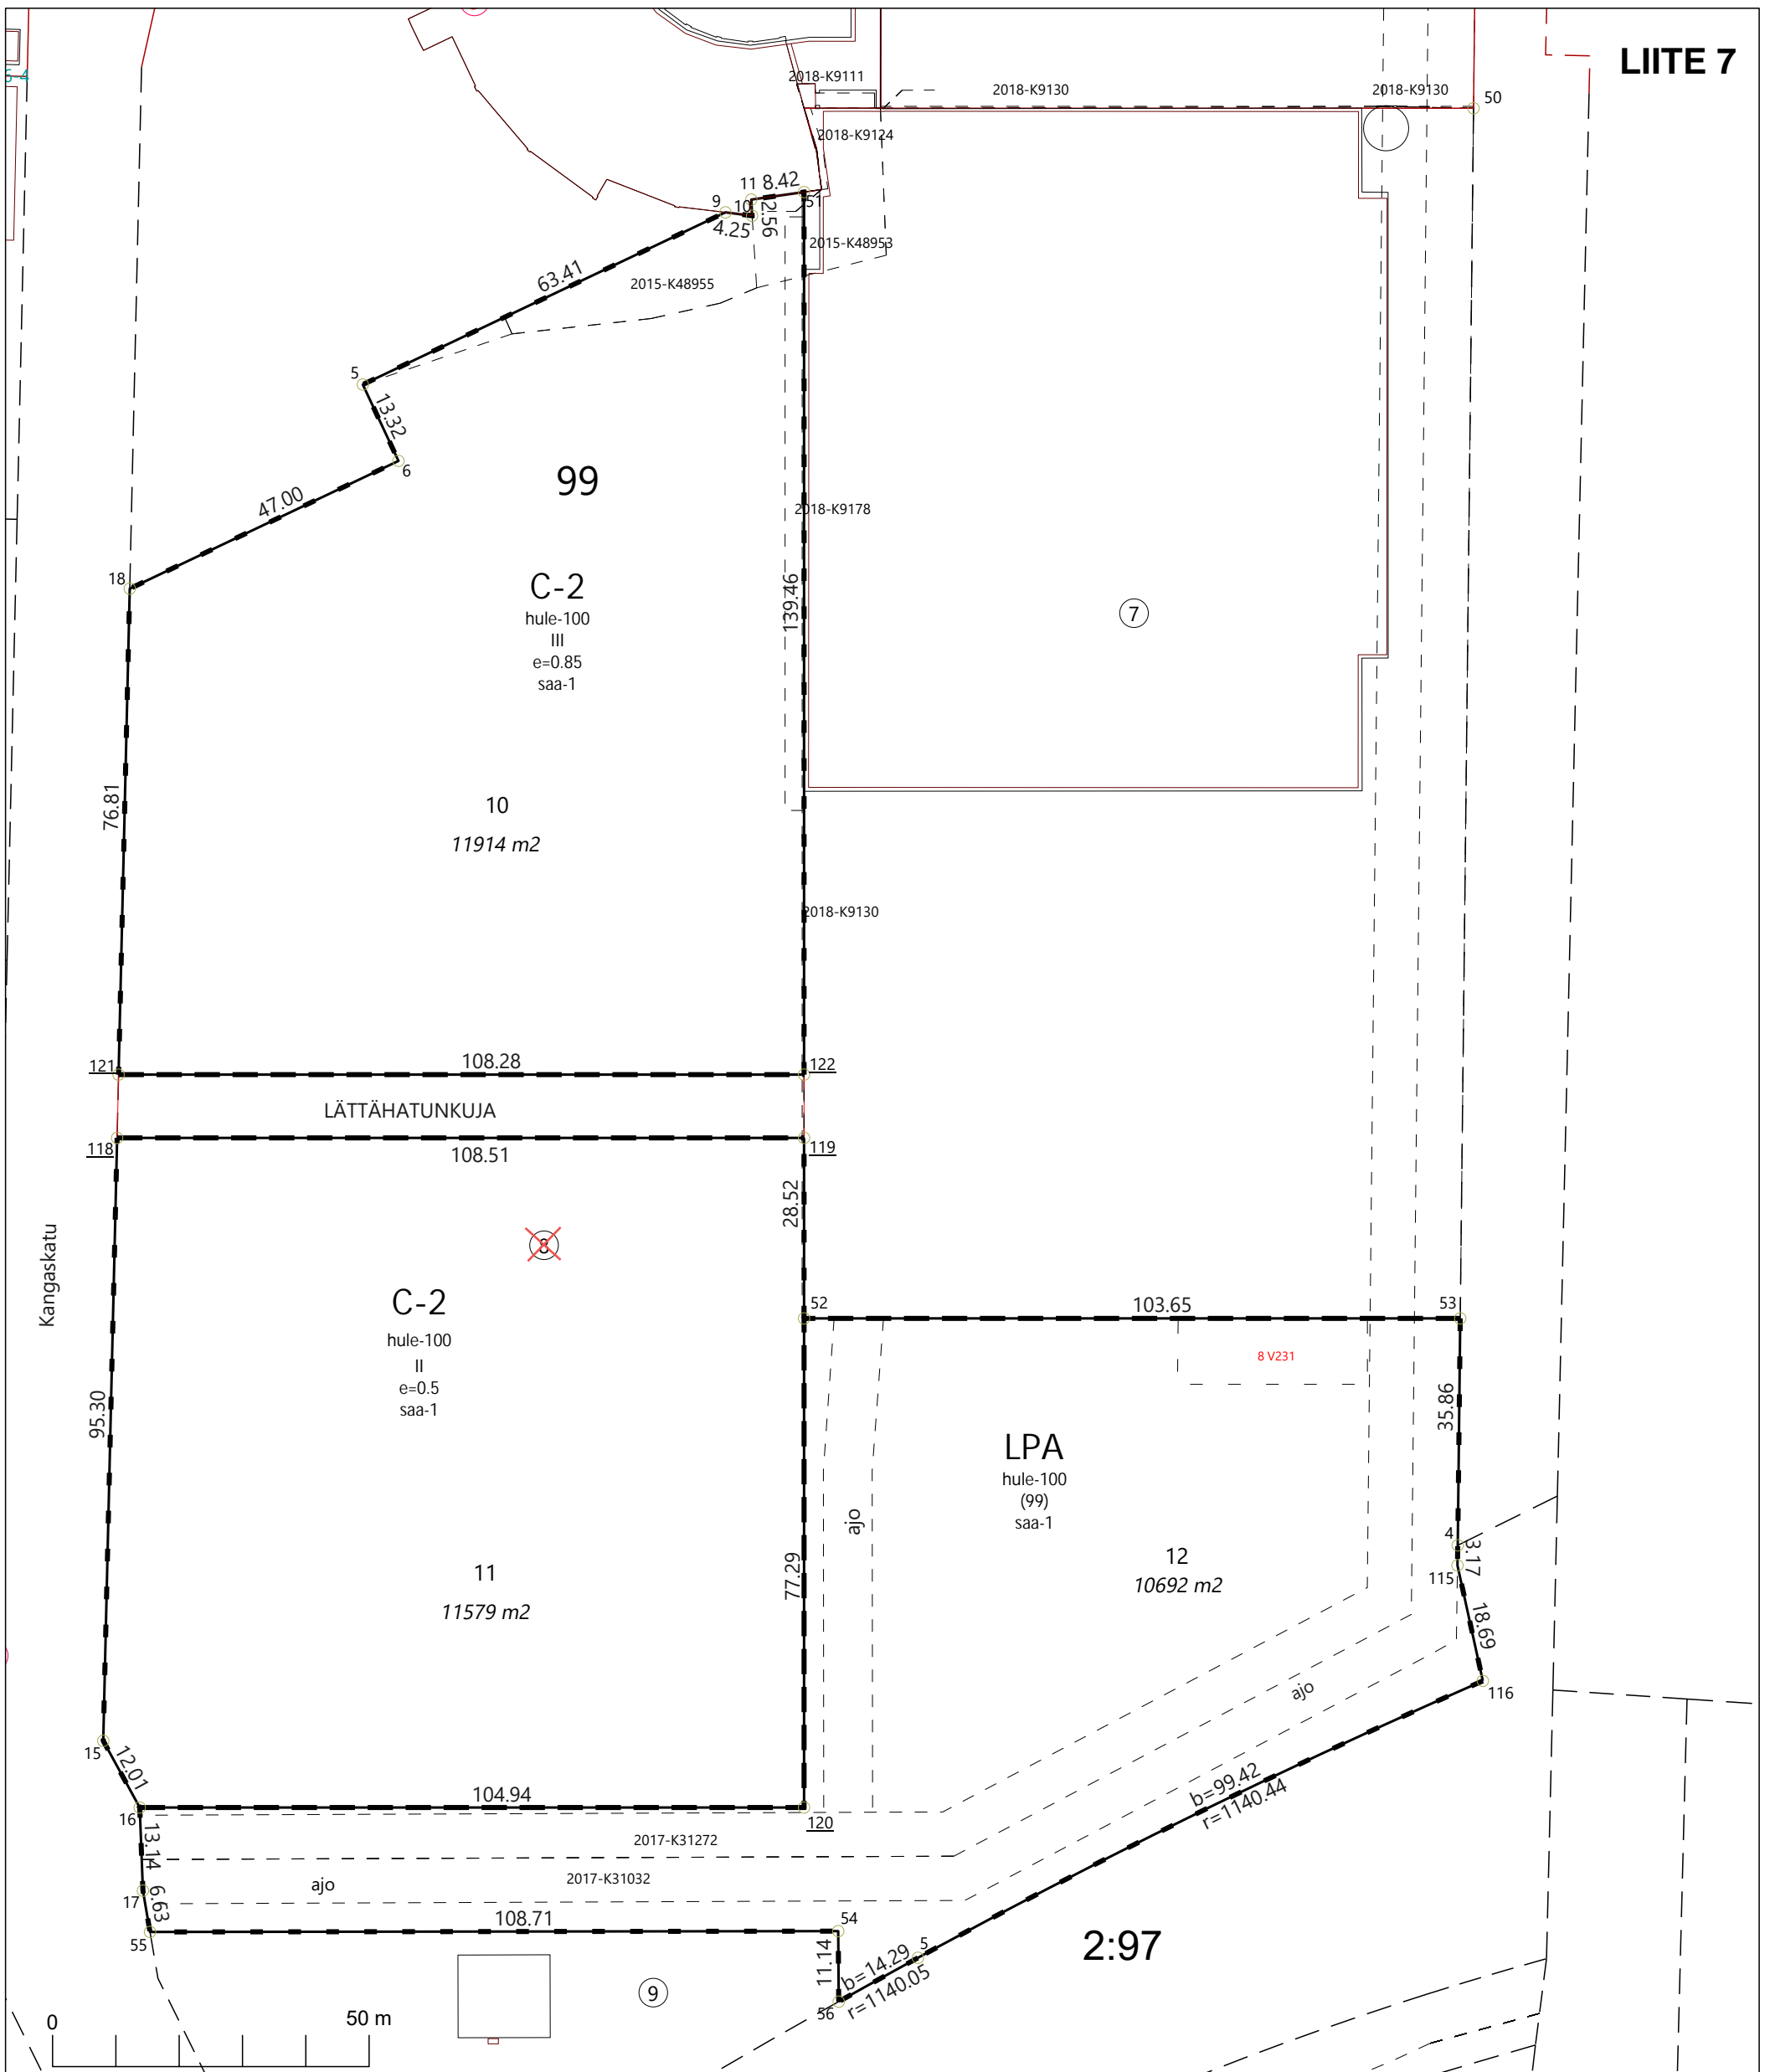 LIITE 7
6-4
2018-K9111
2018-K9130
2018-K9130
50
2018-K9124
11
8.42
51
9
10
2.56
4.25
2015-K48953
63.41
2015-K48955
5
13.32
6
99
47.00
2018-K9178
18
C-2
hule-100
III
e=0.85
saa-1
139.46
7
76.81
10
11914 m2
2018-K9130
121
108.28
122
LÄTTÄHATUNKUJA
118
108.51
119
28.52
Kangaskatu
8
C-2
hule-100
II
e=0.5
saa-1
52
103.65
53
8 V231
95.30
35.86
LPA
hule-100
(99)
saa-1
ajo
4
3.17
115
11
11579 m2
77.29
12
10692 m2
18.69
116
ajo
15
12.01
b=99.42
r=1140.44
16
104.94
120
13.14
2017-K31272
2017-K31032
ajo
17
6.63
55
108.71
54
5
2:97
11.14
b=14.29
r=1140.05
56
9
0
50 m